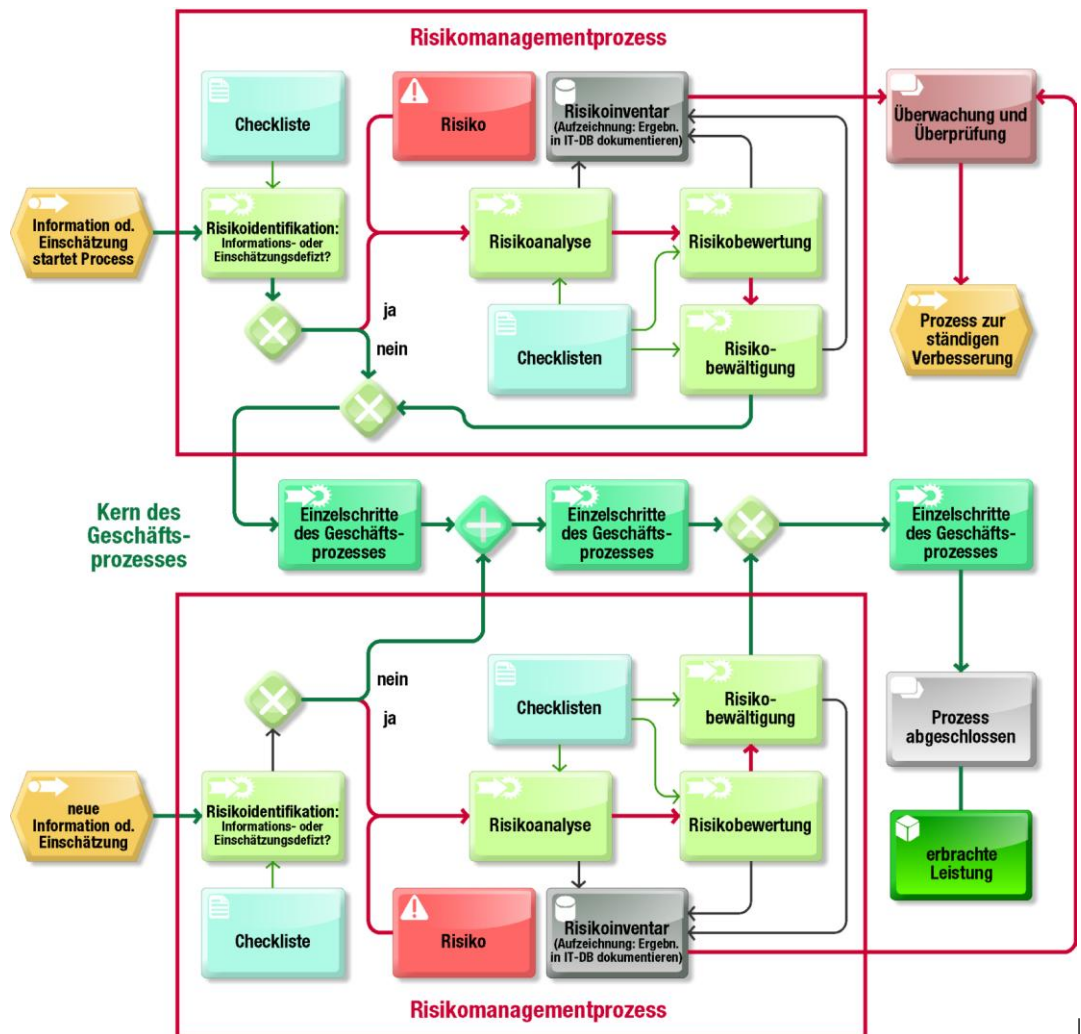 Risikomanagementprozess
Checkliste
Risiko
Risikoinventar
(Aufzeichnung: Ergebn.
in IT-DB dokumentieren)
Überwachung und
Überprüfung
Information od.
Einschätzung
startet Process
Risikoidentifikation:
Informations- oder
Einschätzungsdefizt?
Risikoanalyse
Risikobewertung
ja
nein
Checklisten
Risiko-
bewältigung
Prozess zur
ständigen
Verbesserung
Kern des
Geschäfts-
prozesses
Einzelschritte
des Geschäfts-
prozesses
Einzelschritte
des Geschäfts-
prozesses
Einzelschritte
des Geschäfts-
prozesses
nein
ja
Checklisten
Risiko-
bewältigung
Prozess
abgeschlossen
neue
Information od.
Einschätzung
Risikoidentifikation:
Informations- oder
Einschätzungsdefizt?
Risikoanalyse
Risikobewertung
erbrachte
Leistung
Checkliste
Risiko
Risikoinventar
(Aufzeichnung: Ergebn.
in IT-DB dokumentieren)
Risikomanagementprozess